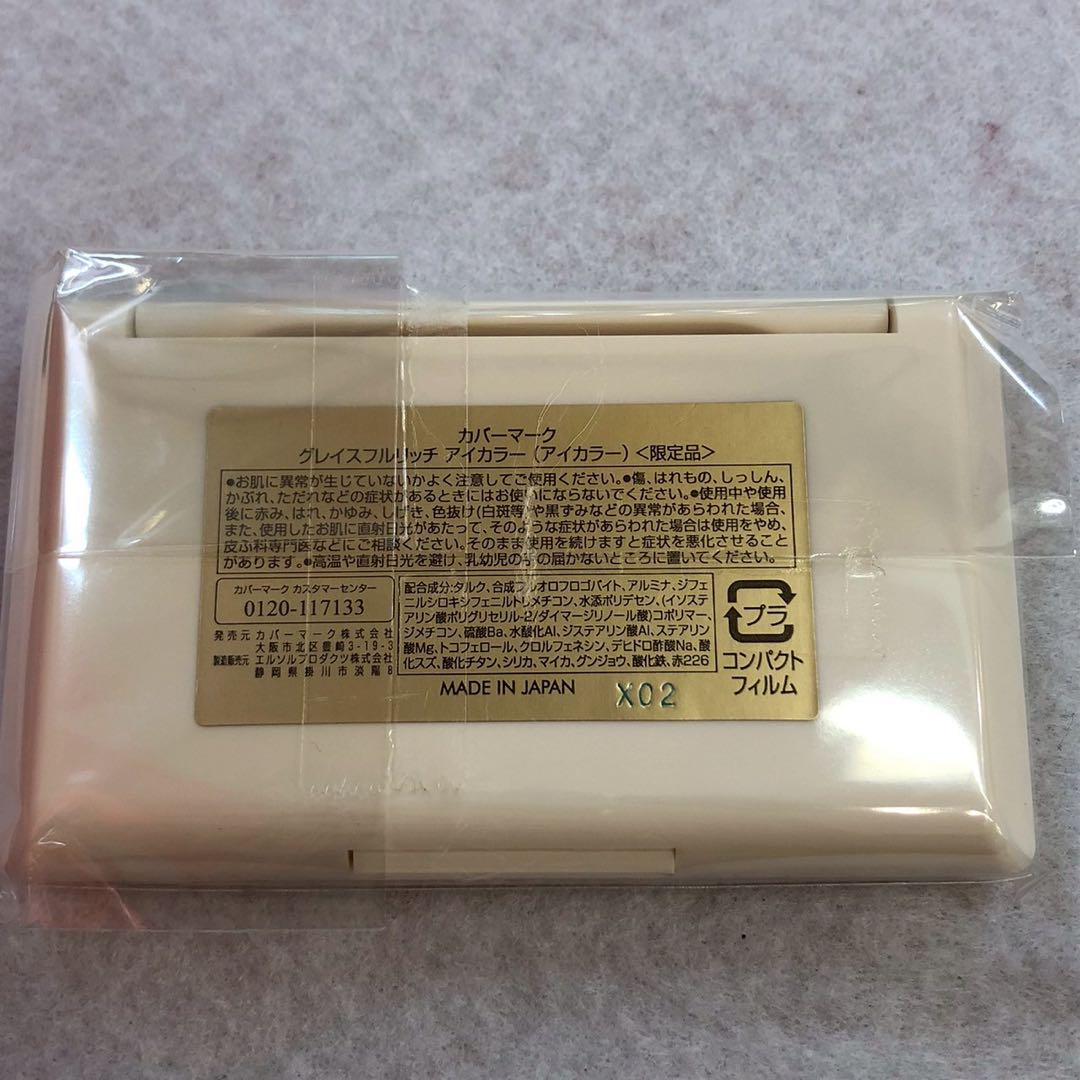 カバーマーク
グレイスフルリッチ アイカラー(アイカラー)<限定品>
●お肌に異常が生じていないかよく注意してご使用ください。●傷、はれもの、しっしん、
かぶれ、ただれなどの症状があるときにはお使いにならないでください。●使用中や使用
後に赤み、はれ、かゆみ、しげき、色抜け(白斑等)や黒ずみなどの異常があらわれた場合、
また、使用したお肌に直射日光があたって、そのような症状があらわれた場合は使用をやめ、
皮ふ科専門医などにご相談ください。そのまま使用を続けますと症状を悪化させること
があります。●高温や直射日光を避け、乳幼児の手の届かないところに置いてください。
カバーマーク カスタマーセンター
0120-117133
発売元 カバーマーク株式会社
大阪市北区豊崎3-19-3
製造販売元 エルソルプロダクツ株式会社
静岡県掛川市淡陽8
配合成分:タルク、合成フルオロフロゴパイト、アルミナ、ジフェ
ニルシロキシフェニルトリメチコン、水添ポリデセン、(イソステ
アリン酸ポリグリセリル-2/ダイマージリノール酸)コポリマー、
ジメチコン、硫酸Ba、水酸化Al、ジステアリン酸Al、ステアリン
酸Mg、トコフェロール、クロルフェネシン、デヒドロ酢酸Na、酸
化スズ、酸化チタン、シリカ、マイカ、グンジョウ、酸化鉄、赤226
プラ
コンパクト
フィルム
MADE IN JAPAN
X02